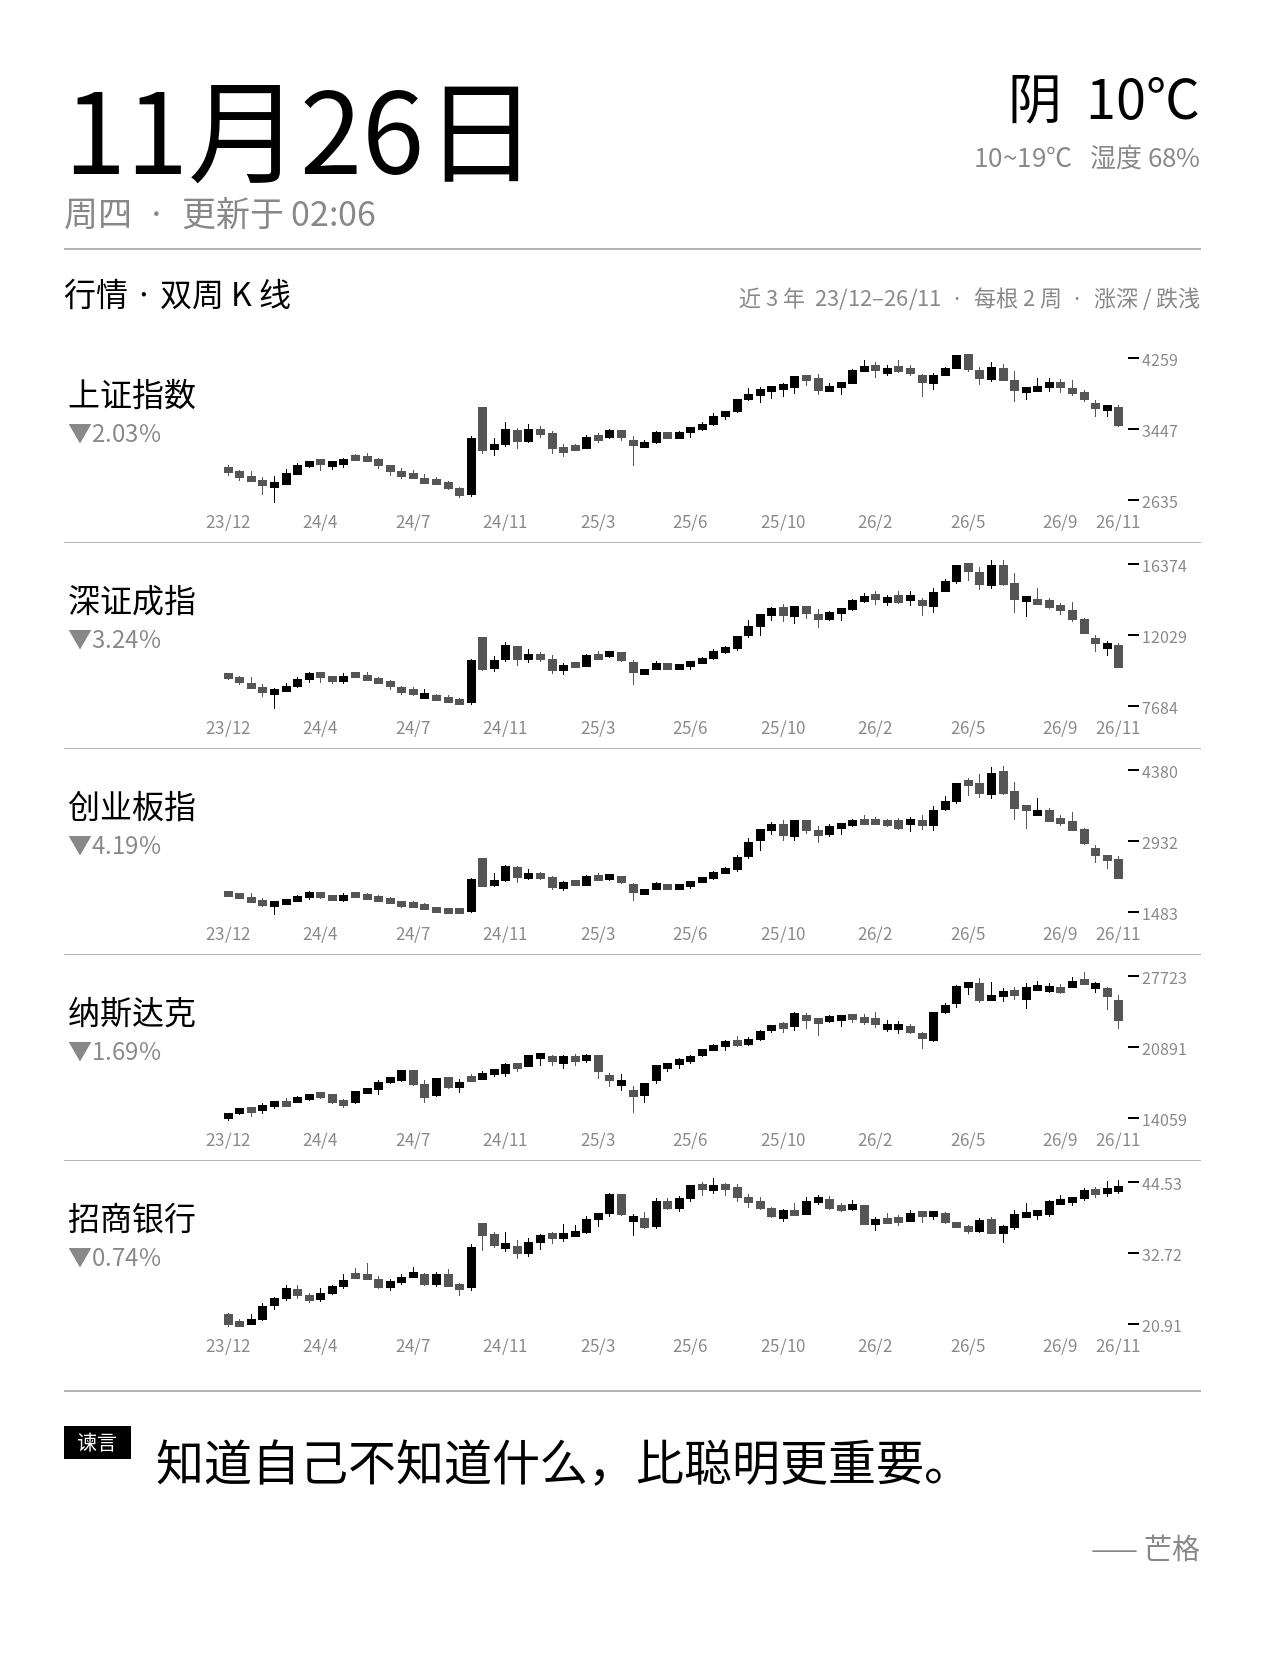 11月26日
阴 10℃
10~19℃ 湿度 68%
周四 · 更新于 02:06
行情 · 双周 K 线
近 3 年 23/12–26/11 · 每根 2 周 · 涨深 / 跌浅
上证指数
▼2.03%
4259
3447
2635
23/12 24/4 24/7 24/11 25/3 25/6 25/10 26/2 26/5 26/9 26/11
深证成指
▼3.24%
16374
12029
7684
23/12 24/4 24/7 24/11 25/3 25/6 25/10 26/2 26/5 26/9 26/11
创业板指
▼4.19%
4380
2932
1483
23/12 24/4 24/7 24/11 25/3 25/6 25/10 26/2 26/5 26/9 26/11
纳斯达克
▼1.69%
27723
20891
14059
23/12 24/4 24/7 24/11 25/3 25/6 25/10 26/2 26/5 26/9 26/11
招商银行
▼0.74%
44.53
32.72
20.91
23/12 24/4 24/7 24/11 25/3 25/6 25/10 26/2 26/5 26/9 26/11
谏言
知道自己不知道什么，比聪明更重要。
—— 芒格